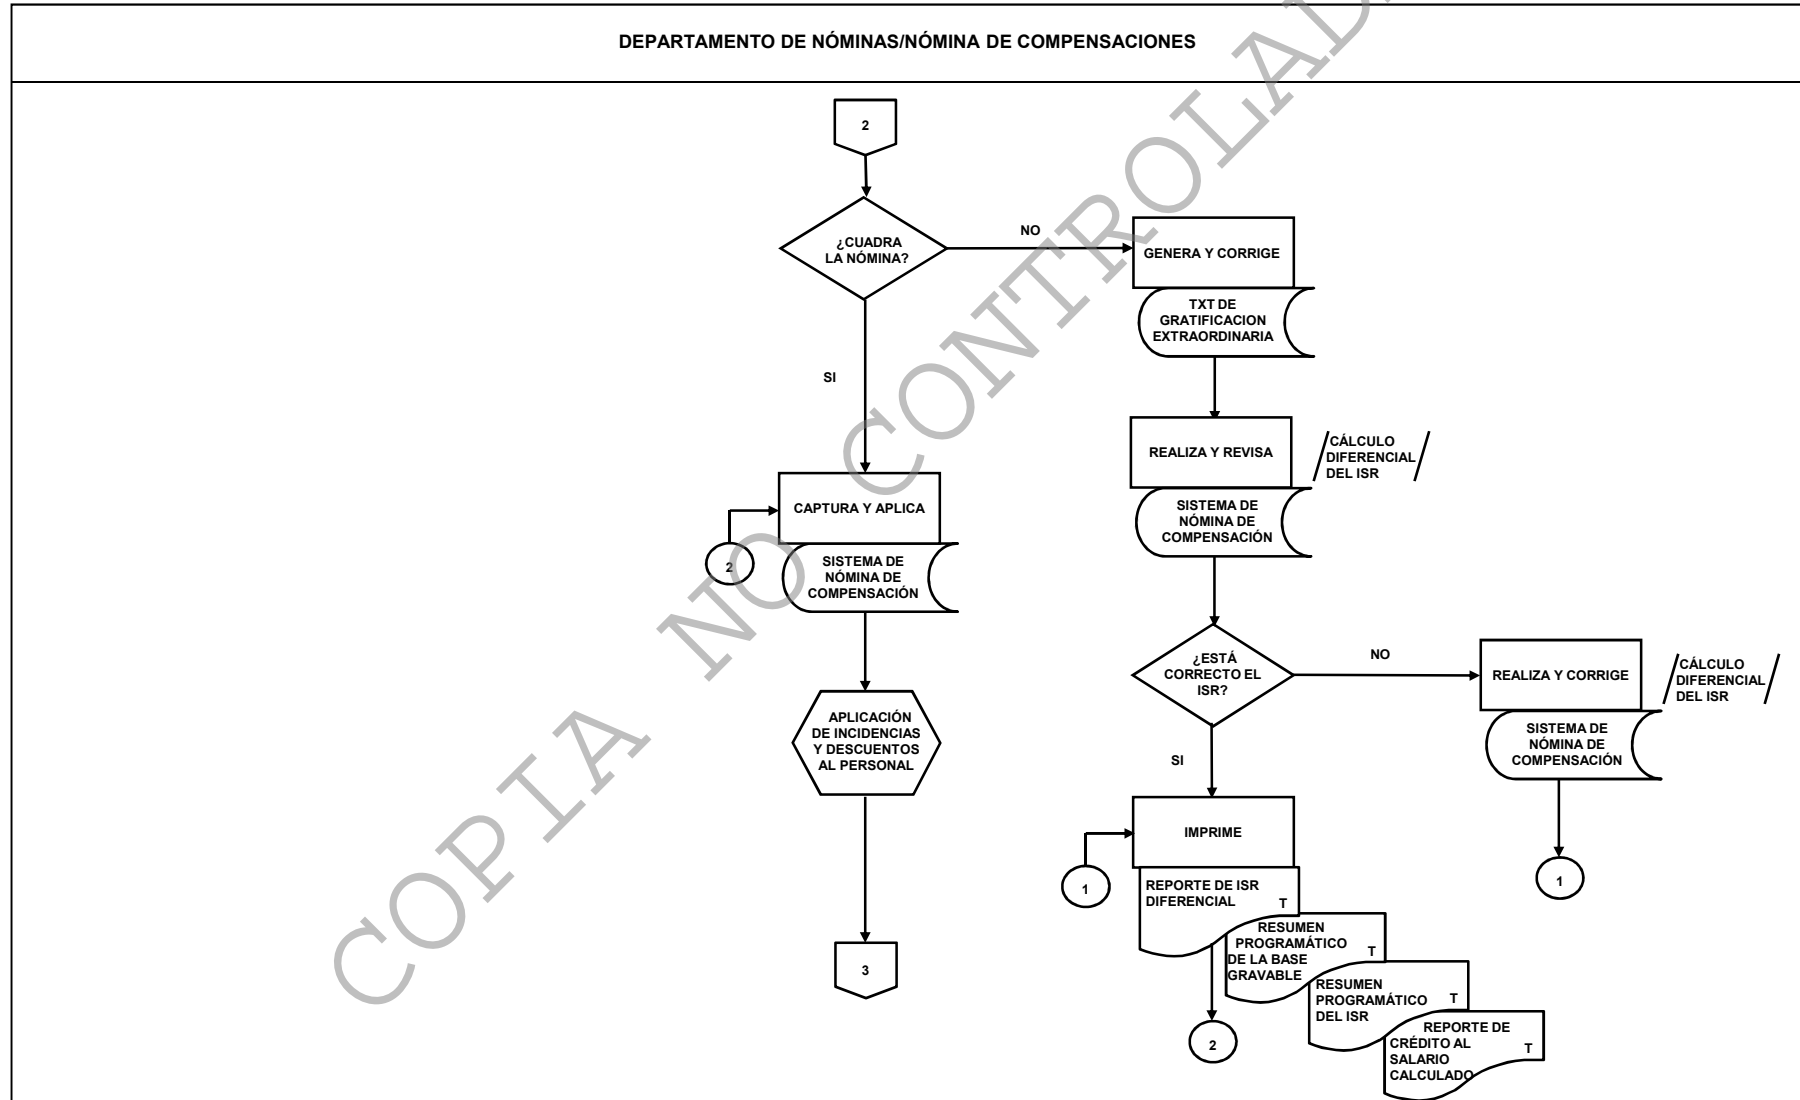 DEPARTAMENTO DE NÓMINAS/NÓMINA DE COMPENSACIONES
2
¿CUADRA
LA NÓMINA?
NO
GENERA Y CORRIGE
TXT DE
GRATIFICACION
EXTRAORDINARIA
SI
REALIZA Y REVISA
CÁLCULO
DIFERENCIAL
DEL ISR
SISTEMA DE
NÓMINA DE
COMPENSACIÓN
CAPTURA Y APLICA
2
SISTEMA DE
NÓMINA DE
COMPENSACIÓN
¿ESTÁ
CORRECTO EL
ISR?
NO
REALIZA Y CORRIGE
CÁLCULO
DIFERENCIAL
DEL ISR
SISTEMA DE
NÓMINA DE
COMPENSACIÓN
1
APLICACIÓN
DE INCIDENCIAS
Y DESCUENTOS
AL PERSONAL
3
SI
IMPRIME
1
REPORTE DE ISR
DIFERENCIAL
T
RESUMEN
PROGRAMÁTICO
DE LA BASE
GRAVABLE
T
RESUMEN
PROGRAMÁTICO
DEL ISR
T
REPORTE DE
CRÉDITO AL
SALARIO
CALCULADO
T
2
COPIA NO CONTROLAD